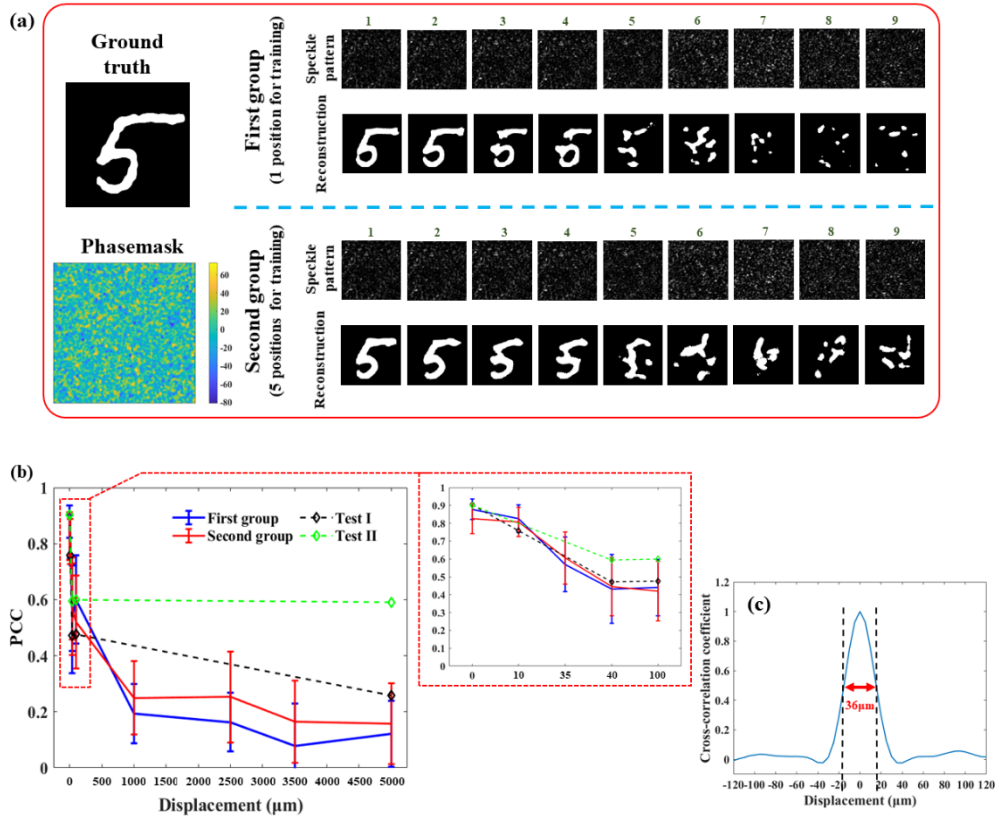 (a)
Ground
truth
Phasemask
60
40
20
0
-20
-40
-60
-80
First group
(1 position for training)
Speckle
pattern
1 2 3 4 5 6 7 8 9
Reconstruction
Second group
(5 positions for training)
Speckle
pattern
1 2 3 4 5 6 7 8 9
Reconstruction
(b)
PCC
1
0.8
0.6
0.4
0.2
0
First group
Second group
Test I
Test II
0 500 1000 1500 2000 2500 3000 3500 4000 4500 5000
Displacement (μm)
1
0.9
0.8
0.7
0.6
0.5
0.4
0.3
0.2
0.1
0
0 10 35 40 100
(c)
Cross-correlation coefficient
1.2
1.0
0.8
0.6
0.4
0.2
0
36μm
-120 -100 -80 -60 -40 -20 0 20 40 60 80 100 120
Displacement (μm)